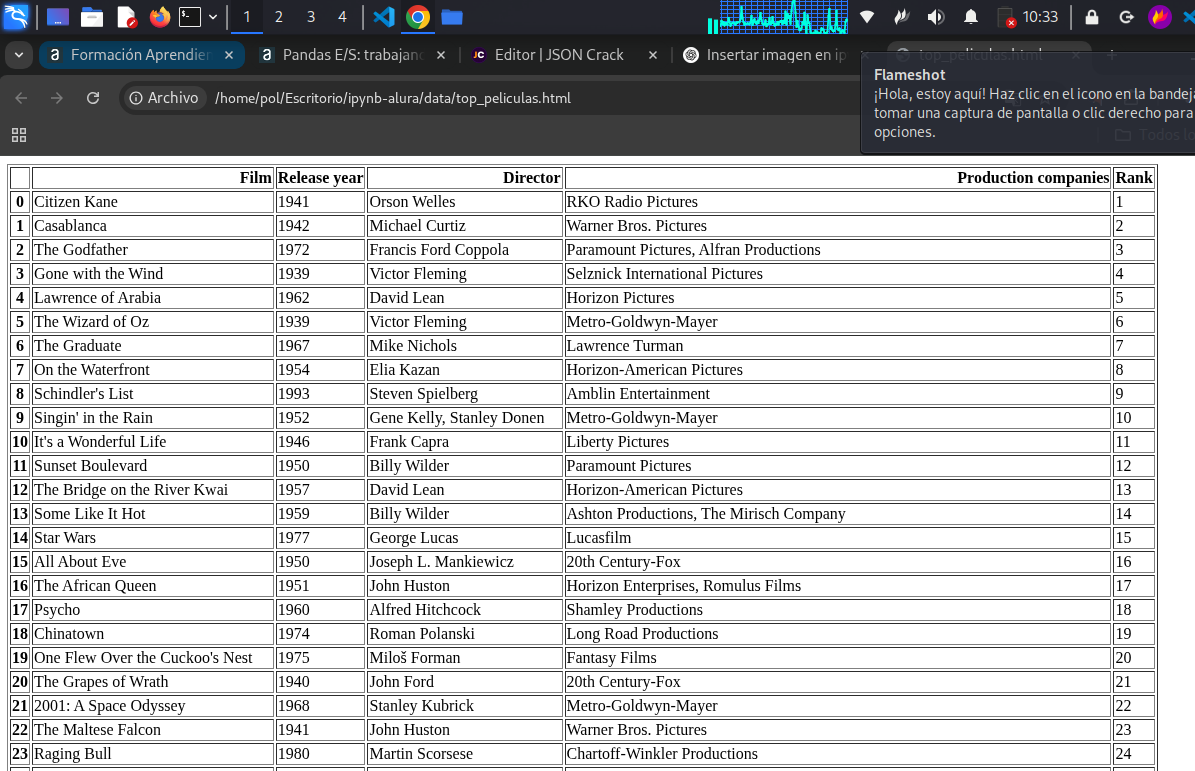 1 2 3 4 10:33
Formación Aprendier Pandas E/S: trabajand Editor | JSON Crack Insertar imagen en ip top_peliculas.html
Flameshot
¡Hola, estoy aquí! Haz clic en el icono en la bandeja
tomar una captura de pantalla o clic derecho para
opciones.
Archivo /home/pol/Escritorio/ipynb-alura/data/top_peliculas.html
Todos lo
Film Release year Director Production companies Rank
0 Citizen Kane 1941 Orson Welles RKO Radio Pictures 1
1 Casablanca 1942 Michael Curtiz Warner Bros. Pictures 2
2 The Godfather 1972 Francis Ford Coppola Paramount Pictures, Alfran Productions 3
3 Gone with the Wind 1939 Victor Fleming Selznick International Pictures 4
4 Lawrence of Arabia 1962 David Lean Horizon Pictures 5
5 The Wizard of Oz 1939 Victor Fleming Metro-Goldwyn-Mayer 6
6 The Graduate 1967 Mike Nichols Lawrence Turman 7
7 On the Waterfront 1954 Elia Kazan Horizon-American Pictures 8
8 Schindler's List 1993 Steven Spielberg Amblin Entertainment 9
9 Singin' in the Rain 1952 Gene Kelly, Stanley Donen Metro-Goldwyn-Mayer 10
10 It's a Wonderful Life 1946 Frank Capra Liberty Pictures 11
11 Sunset Boulevard 1950 Billy Wilder Paramount Pictures 12
12 The Bridge on the River Kwai 1957 David Lean Horizon-American Pictures 13
13 Some Like It Hot 1959 Billy Wilder Ashton Productions, The Mirisch Company 14
14 Star Wars 1977 George Lucas Lucasfilm 15
15 All About Eve 1950 Joseph L. Mankiewicz 20th Century-Fox 16
16 The African Queen 1951 John Huston Horizon Enterprises, Romulus Films 17
17 Psycho 1960 Alfred Hitchcock Shamley Productions 18
18 Chinatown 1974 Roman Polanski Long Road Productions 19
19 One Flew Over the Cuckoo's Nest 1975 Miloš Forman Fantasy Films 20
20 The Grapes of Wrath 1940 John Ford 20th Century-Fox 21
21 2001: A Space Odyssey 1968 Stanley Kubrick Metro-Goldwyn-Mayer 22
22 The Maltese Falcon 1941 John Huston Warner Bros. Pictures 23
23 Raging Bull 1980 Martin Scorsese Chartoff-Winkler Productions 24